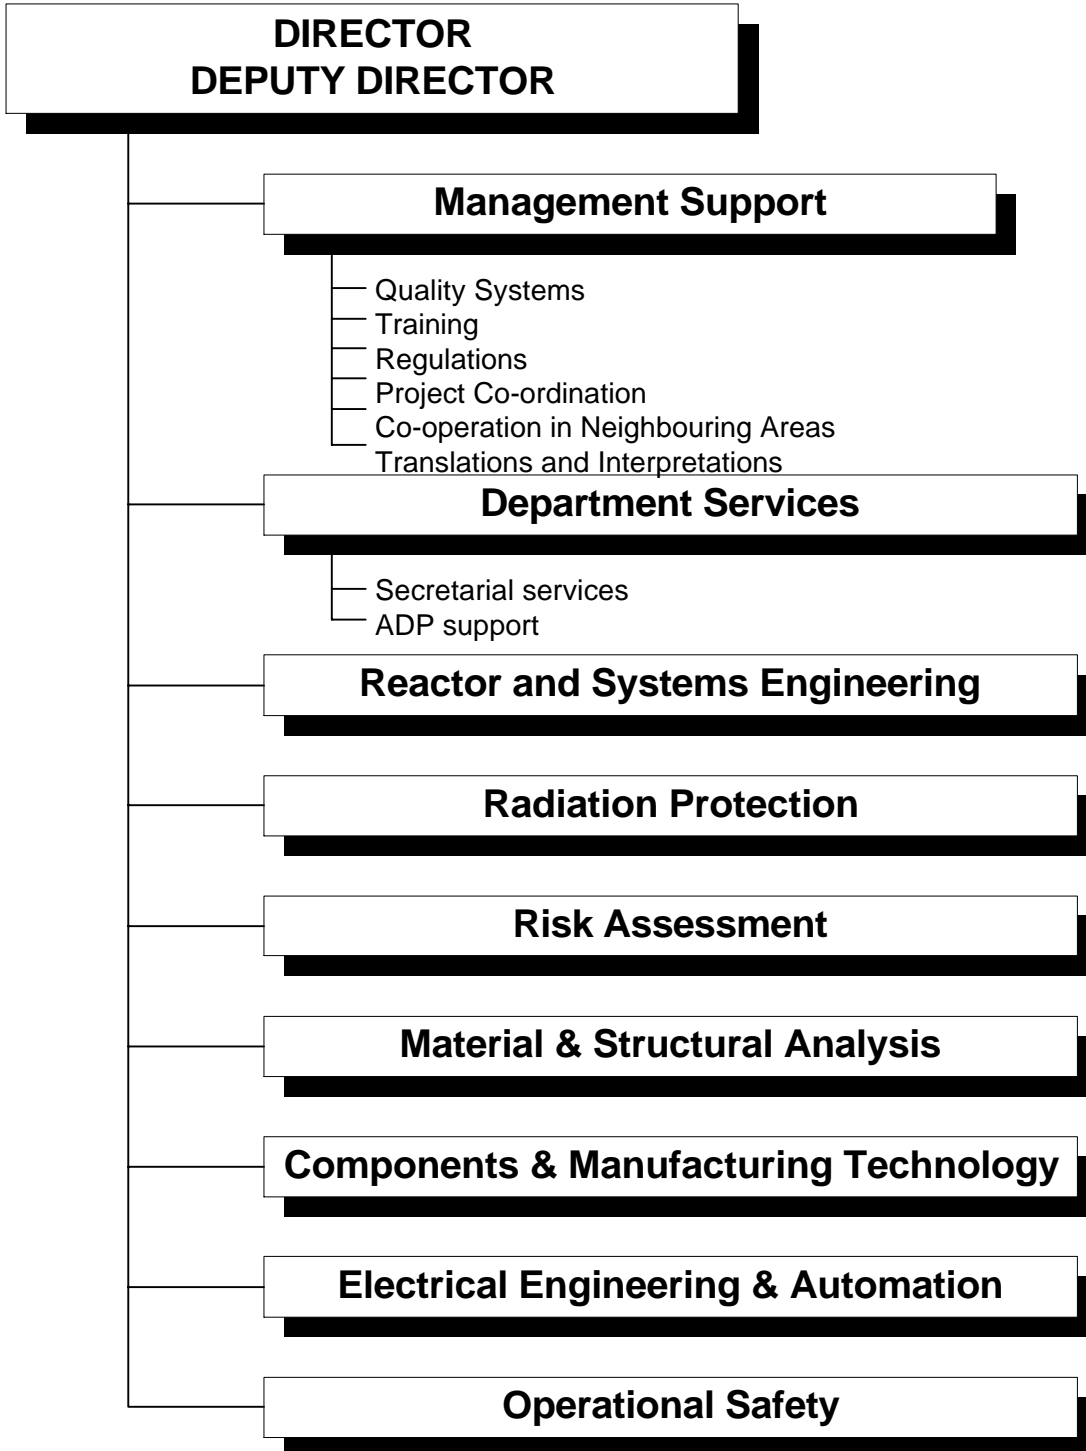 DIRECTOR
DEPUTY DIRECTOR
Management Support
Quality Systems
Training
Regulations
Project Co-ordination
Co-operation in Neighbouring Areas
Translations and Interpretations
Department Services
Secretarial services
ADP support
Reactor and Systems Engineering
Radiation Protection
Risk Assessment
Material & Structural Analysis
Components & Manufacturing Technology
Electrical Engineering & Automation
Operational Safety